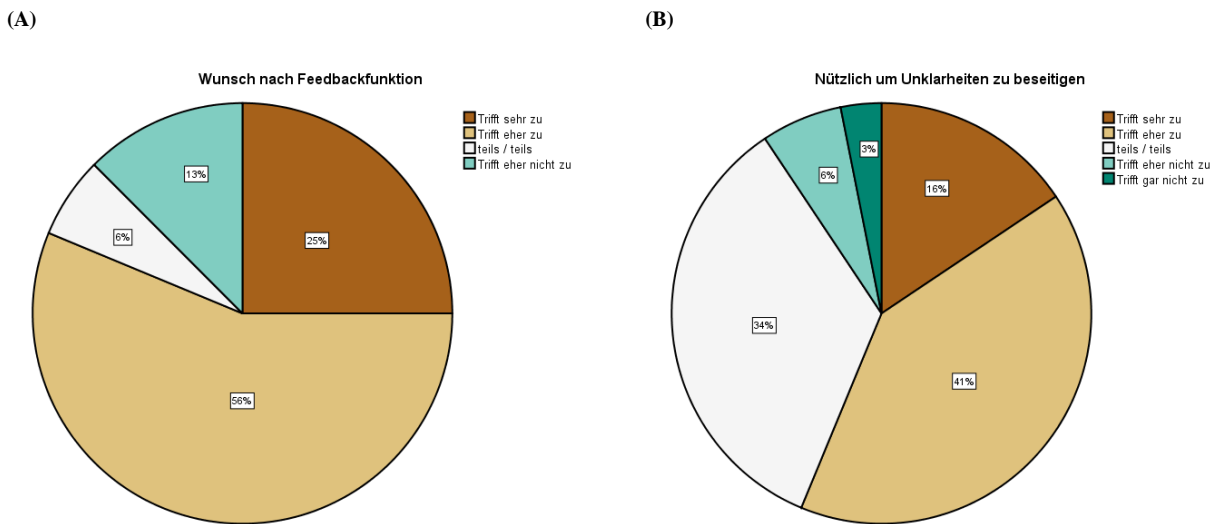 (A)
Wunsch nach Feedbackfunktion
Trifft sehr zu
Trifft eher zu
teils / teils
Trifft eher nicht zu
13%
6%
25%
56%
(B)
Nützlich um Unklarheiten zu beseitigen
Trifft sehr zu
Trifft eher zu
teils / teils
Trifft eher nicht zu
Trifft gar nicht zu
3%
6%
16%
34%
41%